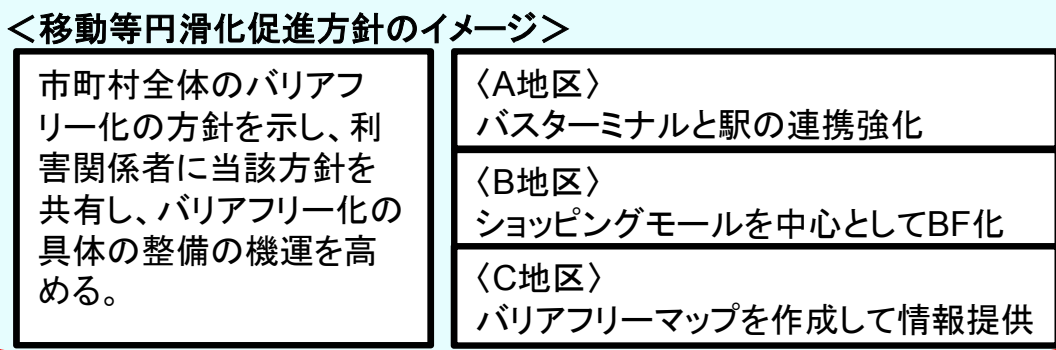 ＜移動等円滑化促進方針のイメージ＞
市町村全体のバリアフ
リー化の方針を示し、利
害関係者に当該方針を
共有し、バリアフリー化の
具体の整備の機運を高
める。
〈A地区〉
バスターミナルと駅の連携強化
〈B地区〉
ショッピングモールを中心としてBF化
〈C地区〉
バリアフリーマップを作成して情報提供